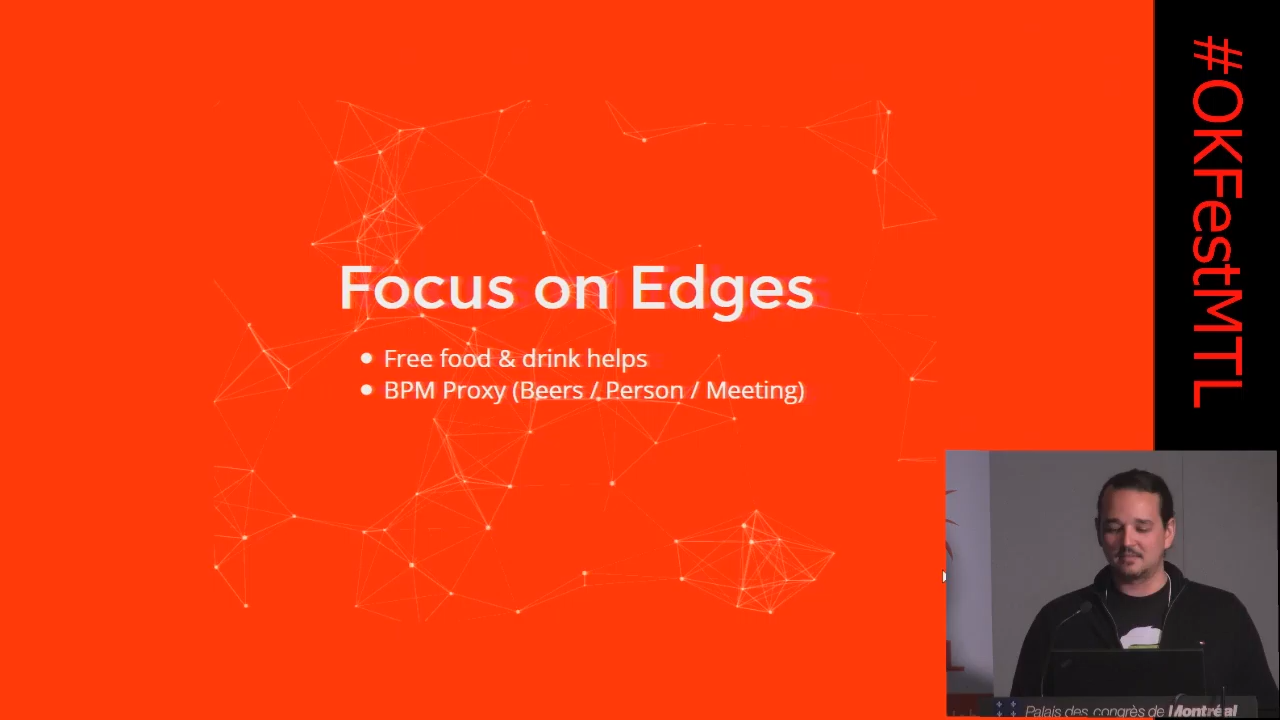 Focus on Edges
Free food & drink helps
BPM Proxy (Beers / Person / Meeting)
#OKFestMTL
Palais des congrès de Montréal